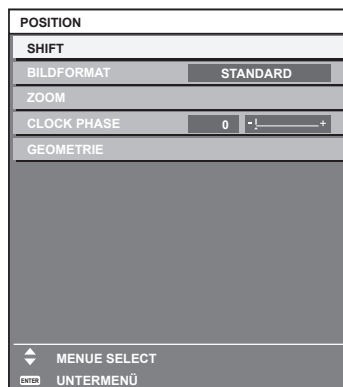 POSITION
SHIFT
BILDFORMAT STANDARD
ZOOM
CLOCK PHASE 0 - +
GEOMETRIE
MENUE SELECT
ENTER UNTERMENÜ